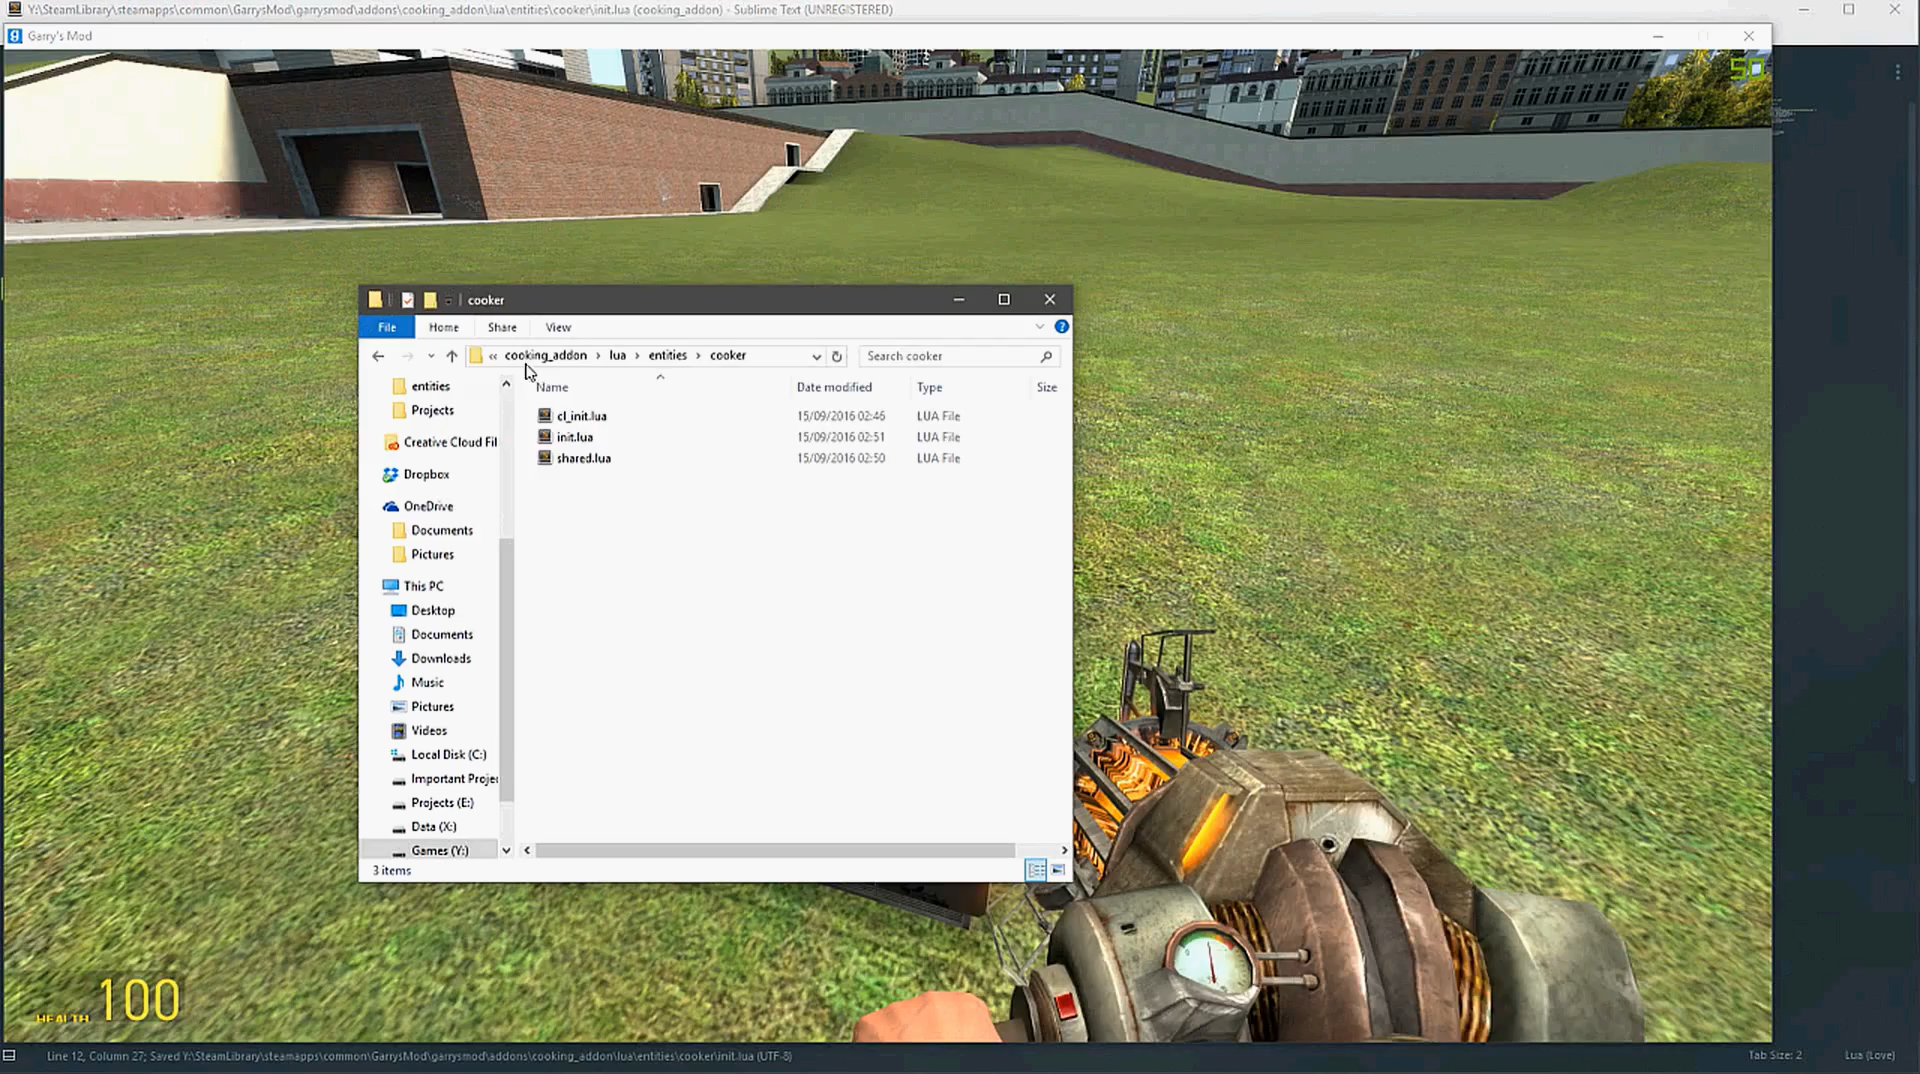 Y:\SteamLibrary\steamapps\common\GarrysMod\garrysmod\addons\cooking_addon\lua\entities\cooker\init.lua (cooking_addon) - Sublime Text (UNREGISTERED)
Garry's Mod
50
cooker
File Home Share View
« cooking_addon › lua › entities › cooker
Search cooker
Name Date modified Type Size
cl_init.lua 15/09/2016 02:46 LUA File
init.lua 15/09/2016 02:51 LUA File
shared.lua 15/09/2016 02:50 LUA File
entities
Projects
Creative Cloud Fil
Dropbox
OneDrive
Documents
Pictures
This PC
Desktop
Documents
Downloads
Music
Pictures
Videos
Local Disk (C:)
Important Projec
Projects (E:)
Data (X:)
Games (Y:)
3 items
HEALTH 100
Line 12, Column 27; Saved Y:\SteamLibrary\steamapps\common\GarrysMod\garrysmod\addons\cooking_addon\lua\entities\cooker\init.lua (UTF-8)
Tab Size: 2
Lua (Love)